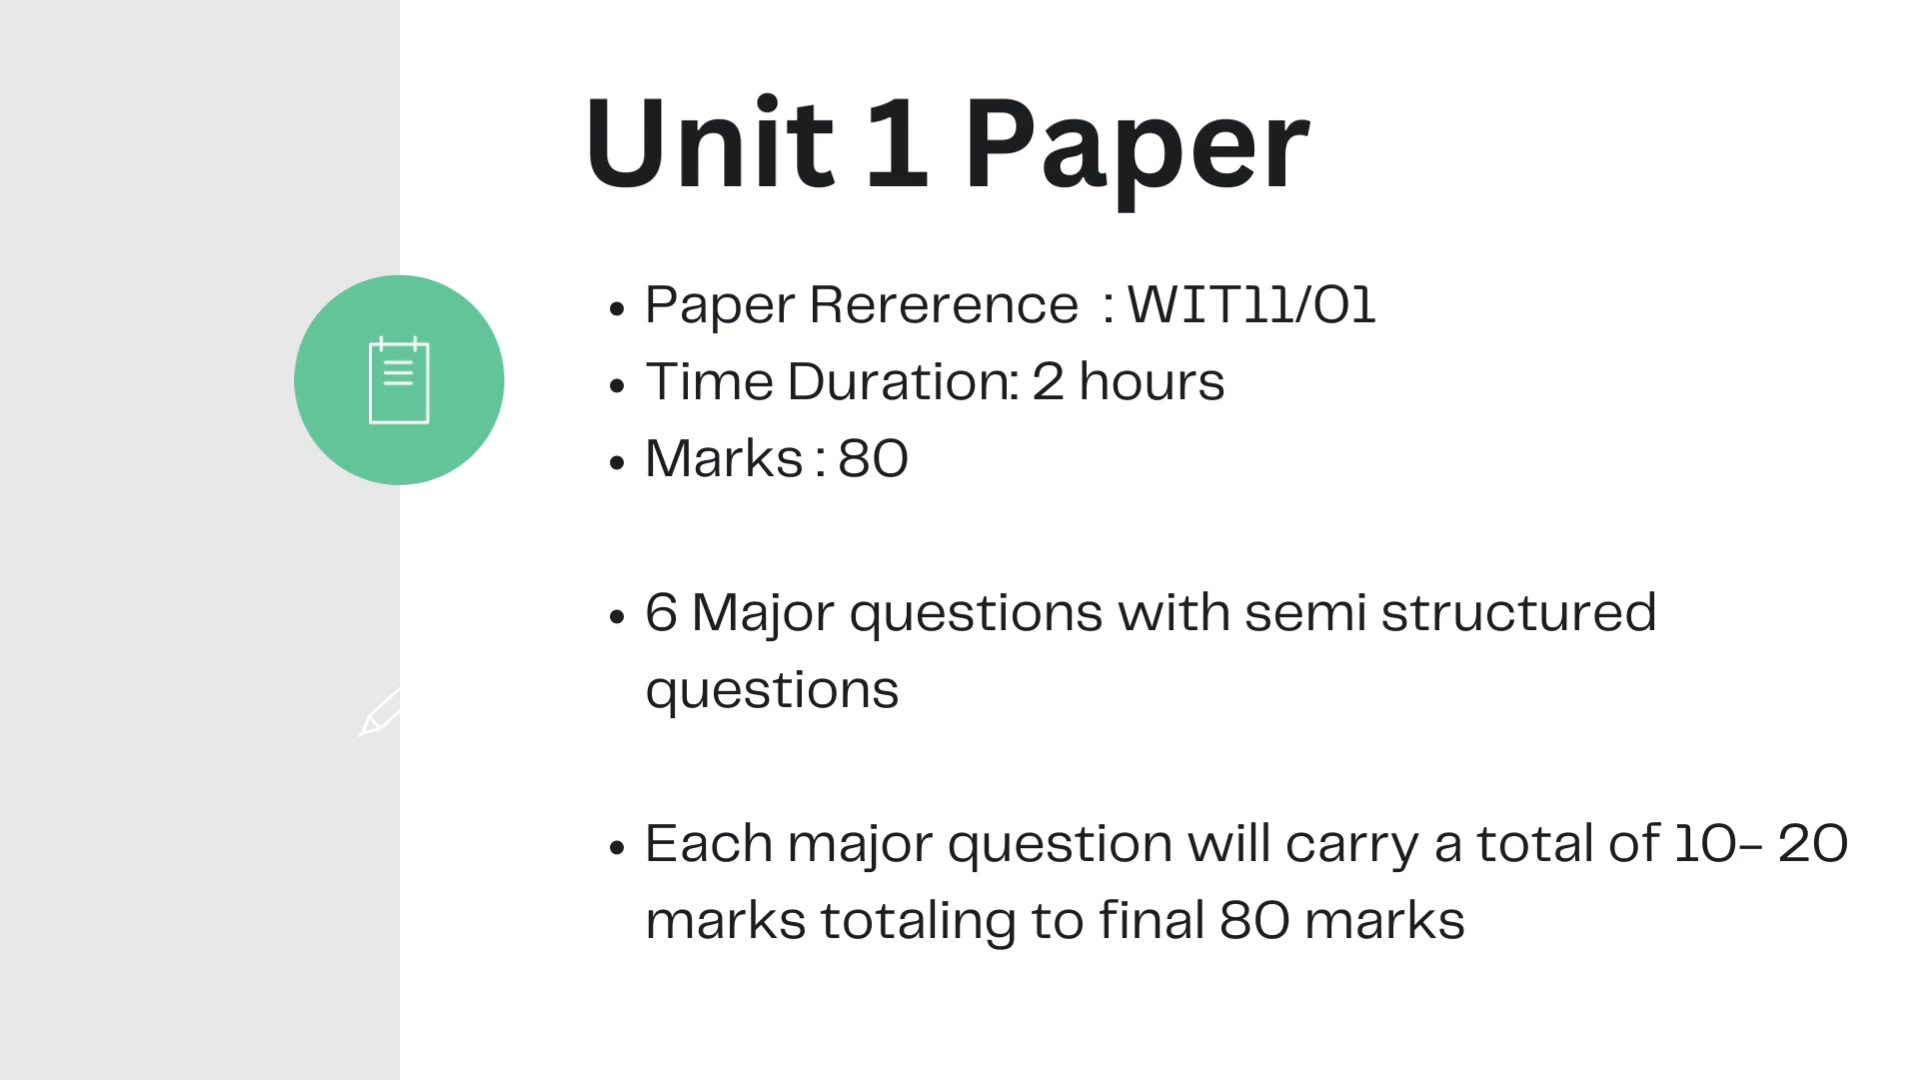 Unit 1 Paper
• Paper Rererence  : WIT11/01
• Time Duration: 2 hours
• Marks : 80
• 6 Major questions with semi structured
questions
• Each major question will carry a total of 10- 20
marks totaling to final 80 marks